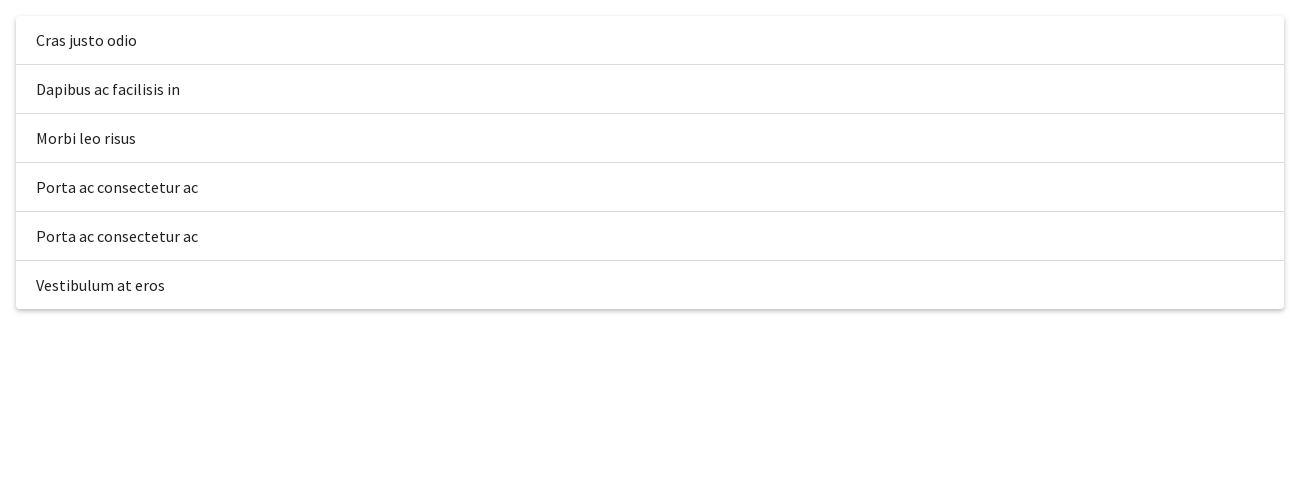 Cras justo odio
Dapibus ac facilisis in
Morbi leo risus
Porta ac consectetur ac
Porta ac consectetur ac
Vestibulum at eros